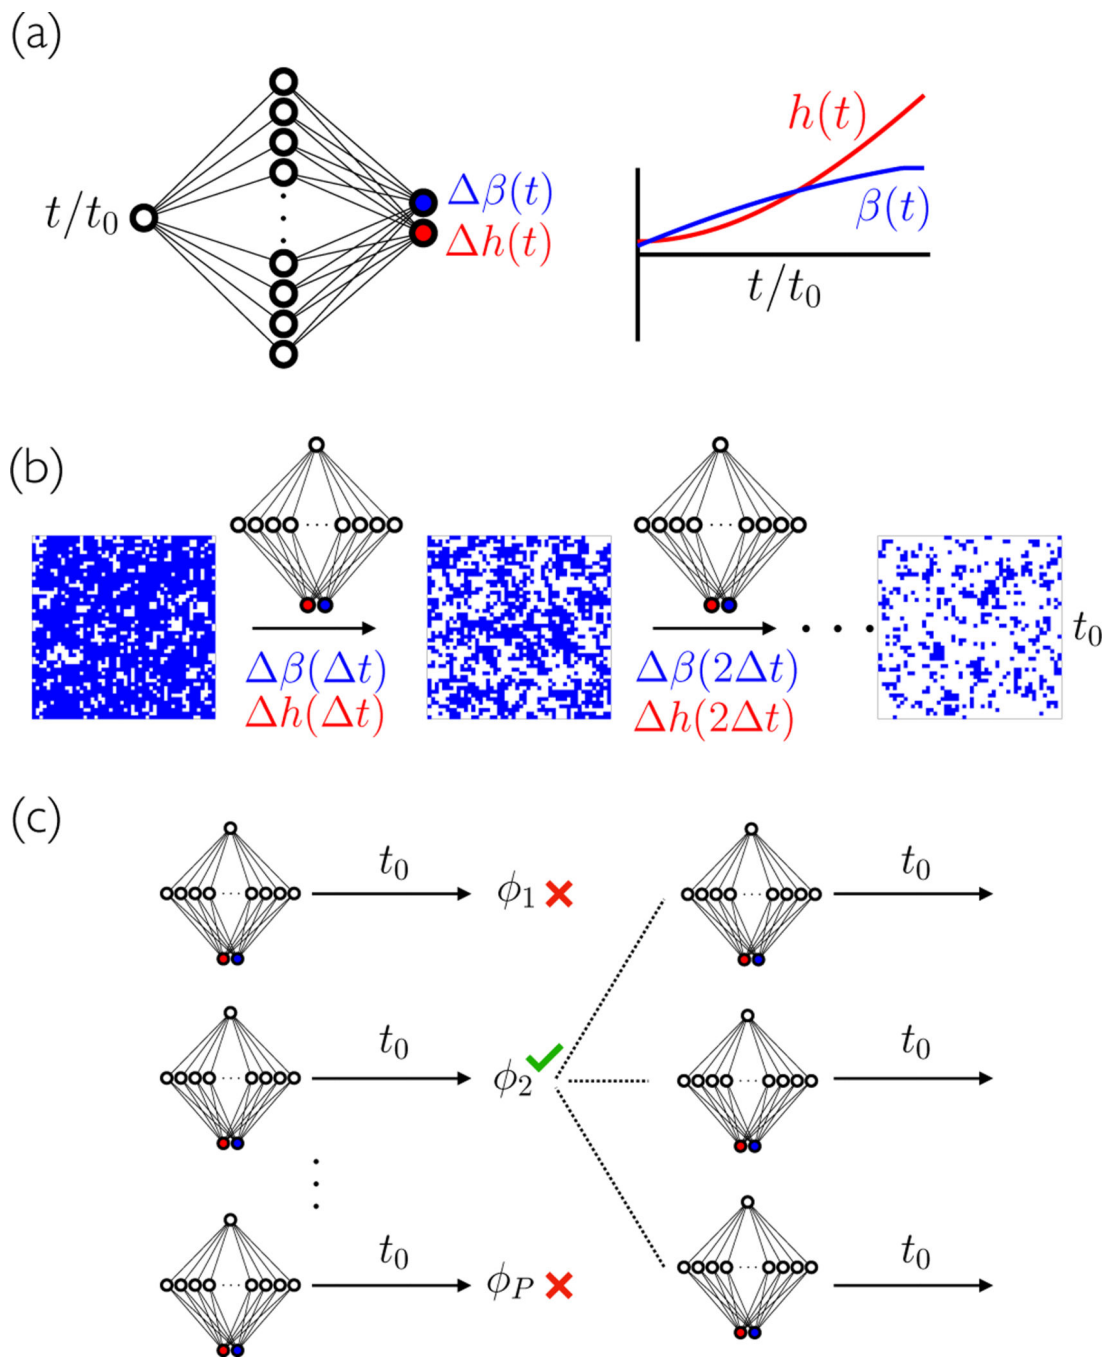 (a)
t/t₀
Δβ(t)
Δh(t)
h(t)
β(t)
t/t₀
(b)
Δβ(Δt)
Δh(Δt)
Δβ(2Δt)
Δh(2Δt)
t₀
(c)
t₀
ϕ₁
t₀
t₀
ϕ₂
t₀
t₀
ϕ_P
t₀